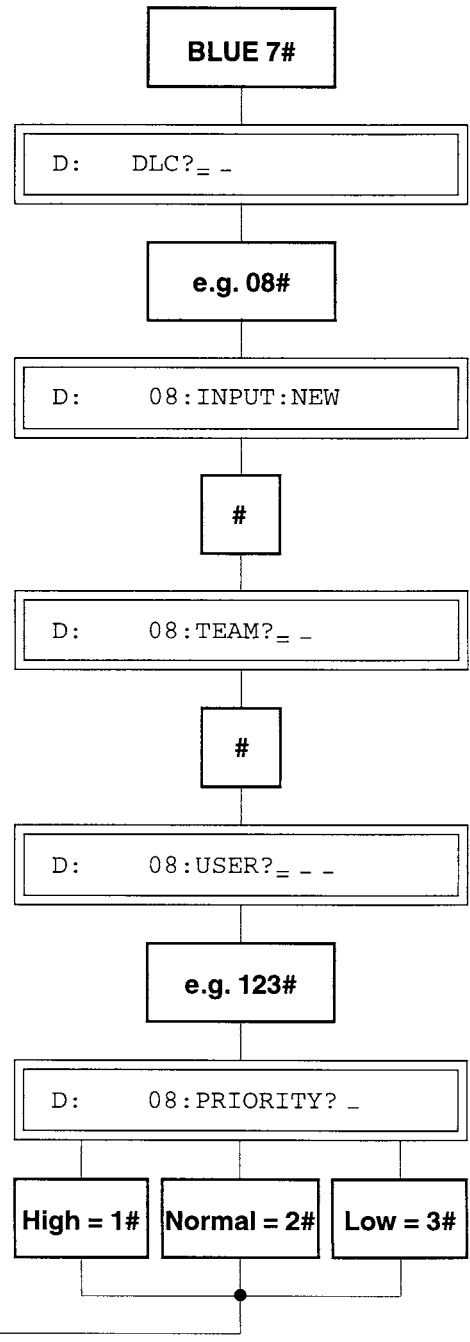 BLUE 7#
D: DLC?_ _
e.g. 08#
D: 08:INPUT:NEW
#
D: 08:TEAM?_ _
#
D: 08:USER?_ _ _
e.g. 123#
D: 08:PRIORITY? _
High = 1# Normal = 2# Low = 3#